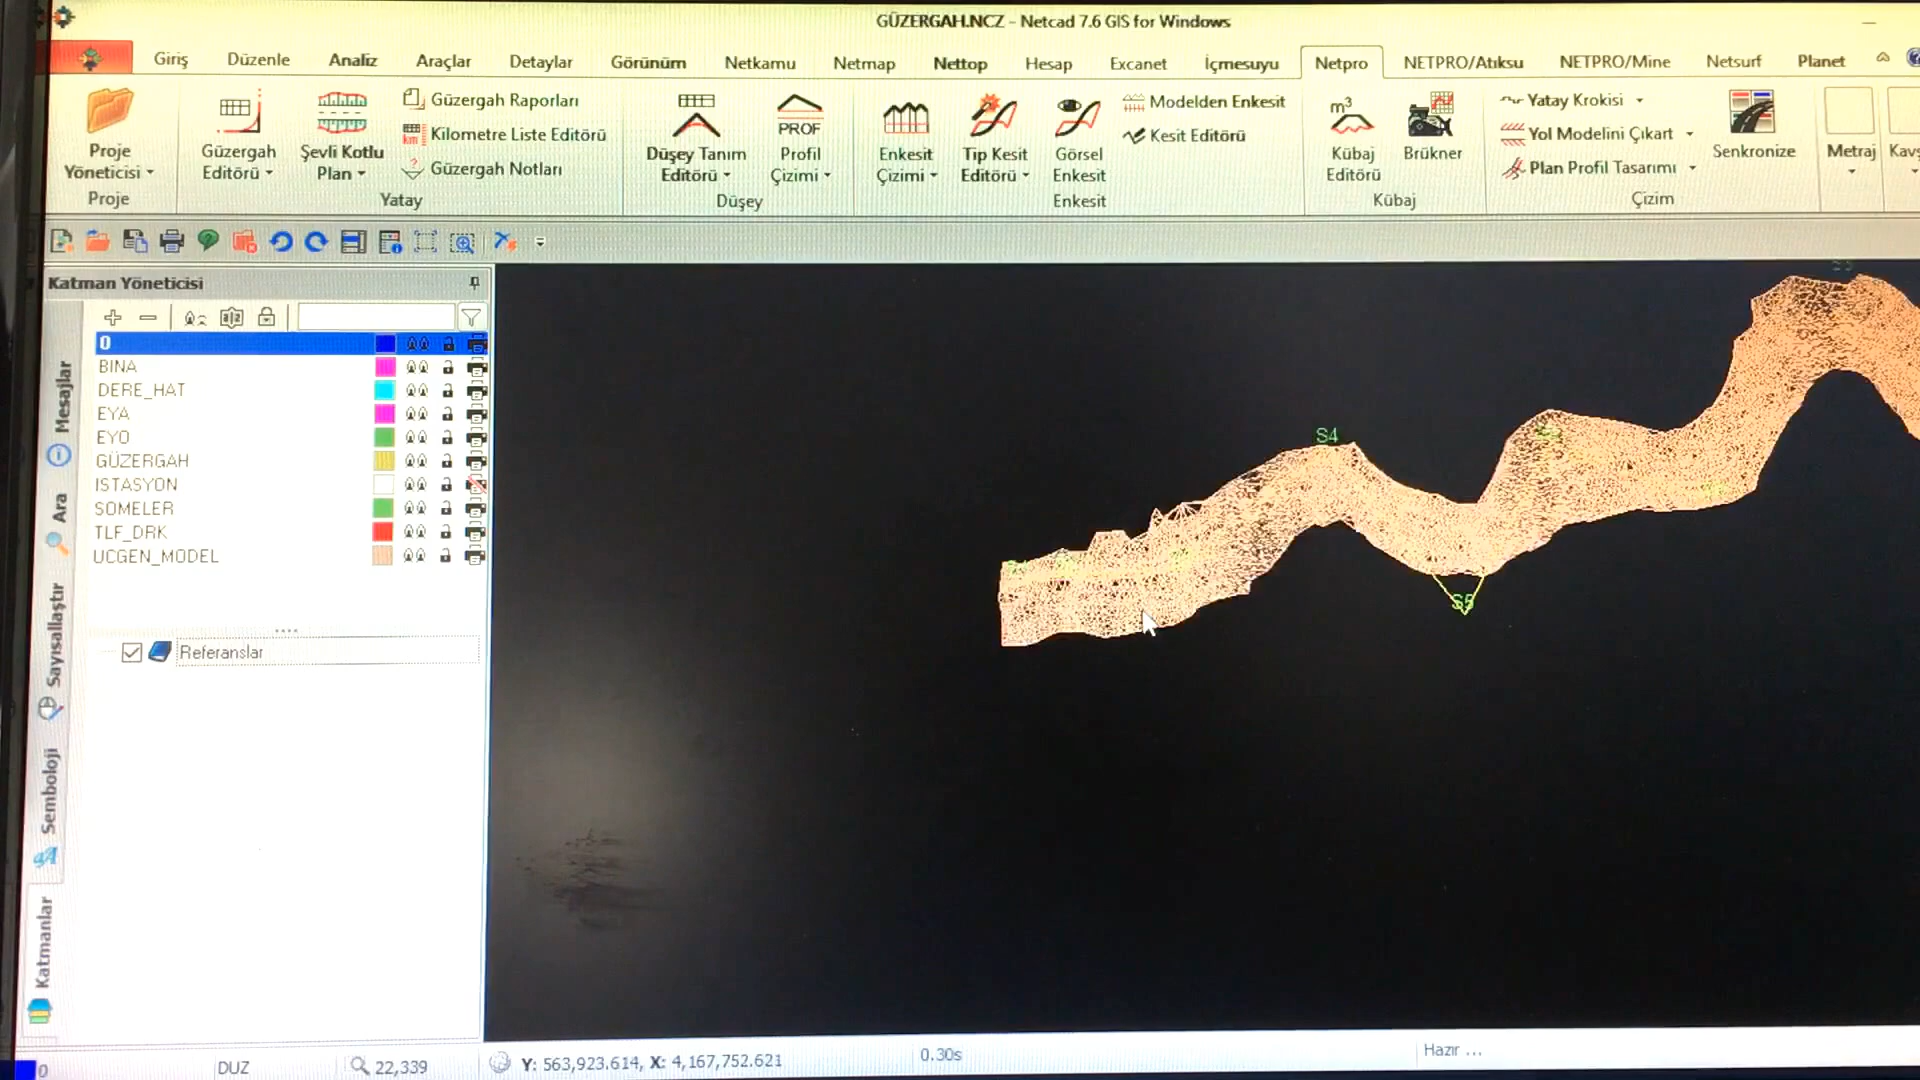 GÜZERGAH.NCZ - Netcad 7.6 GIS for Windows
Giriş Düzenle Analiz Araçlar Detaylar Görünüm Netkamu Netmap Nettop Hesap Excanet İçmesuyu Netpro NETPRO/Atıksu NETPRO/Mine Netsurf Planet
Proje Yöneticisi
Proje
Güzergah Editörü
Şevli Kotlu Plan
Güzergah Raporları
km Kilometre Liste Editörü
Güzergah Notları
Yatay
Düşey Tanım Editörü
PROF
Profil Çizimi
Düşey
Enkesit Çizimi
Tip Kesit Editörü
Görsel Enkesit
Modelden Enkesit
Kesit Editörü
Enkesit
m³
Kübaj Editörü
Brükner
Kübaj
Yatay Krokisi
Yol Modelini Çıkart
Plan Profil Tasarımı
Senkronize
Çizim
Metraj
Katman Yöneticisi
0
BINA
DERE_HAT
EYA
EYO
GÜZERGAH
ISTASYON
SOMELER
TLF_DRK
UCGEN_MODEL
Referanslar
Mesajlar
Ara
Sayısallaştır
Semboloji
Katmanlar
S4
S5
0 DUZ 22,339 Y: 563,923.614, X: 4,167,752.621 0.30s Hazır ...